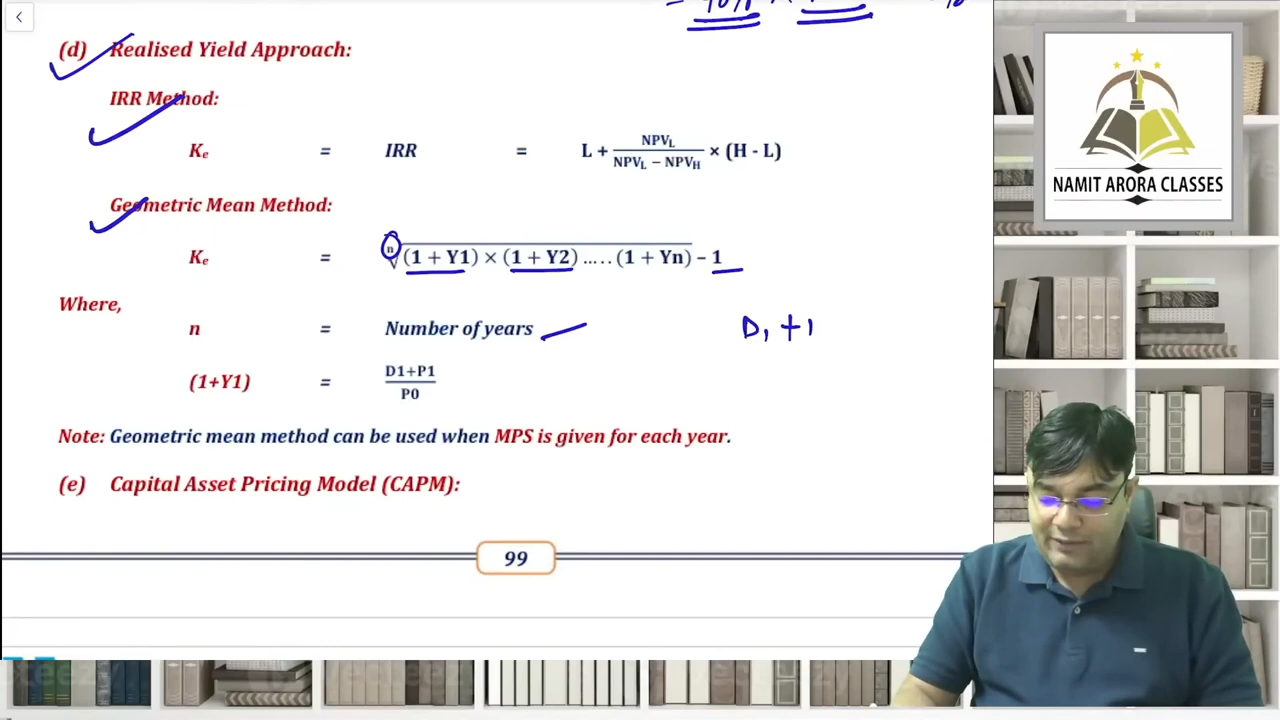 (d) Realised Yield Approach:
IRR Method:
Ke = IRR = L + NPVL / NPVL − NPVH × (H - L)
Geometric Mean Method:
Ke = n√(1 + Y1) × (1 + Y2) ..... (1 + Yn) − 1
Where,
n = Number of years
D1 + 1
(1+Y1) = D1+P1 / P0
Note: Geometric mean method can be used when MPS is given for each year.
(e) Capital Asset Pricing Model (CAPM):
99
NAMIT ARORA CLASSES